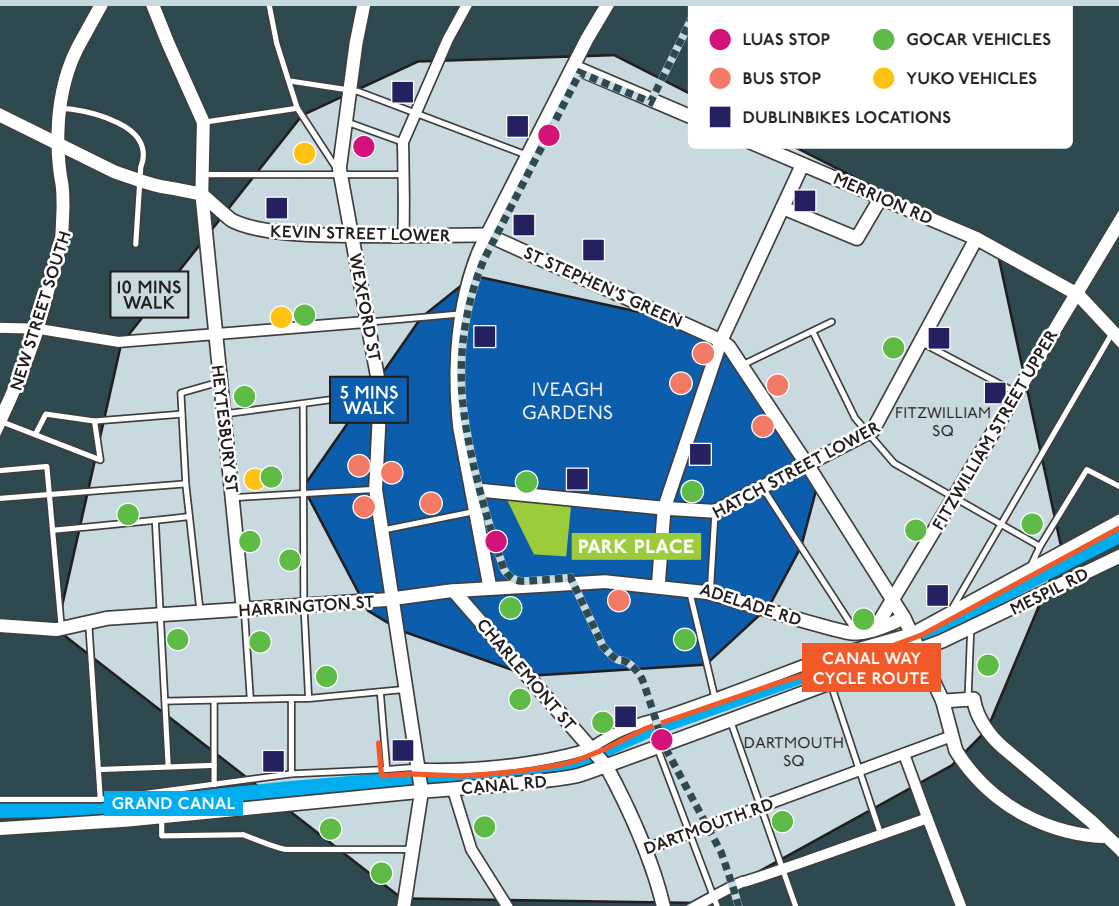 LUAS STOP
GOCAR VEHICLES
BUS STOP
YUKO VEHICLES
DUBLINBIKES LOCATIONS
MERRION RD
KEVIN STREET LOWER
ST STEPHEN'S GREEN
NEW STREET SOUTH
10 MINS
WALK
WEXFORD ST
HEYTESBURY ST
5 MINS
WALK
IVEAGH
GARDENS
FITZWILLIAM
SQ
FITZWILLIAM STREET UPPER
HATCH STREET LOWER
PARK PLACE
HARRINGTON ST
ADELADE RD
MESPIL RD
CHARLEMONT ST
CANAL WAY
CYCLE ROUTE
DARTMOUTH
SQ
CANAL RD
GRAND CANAL
DARTMOUTH RD